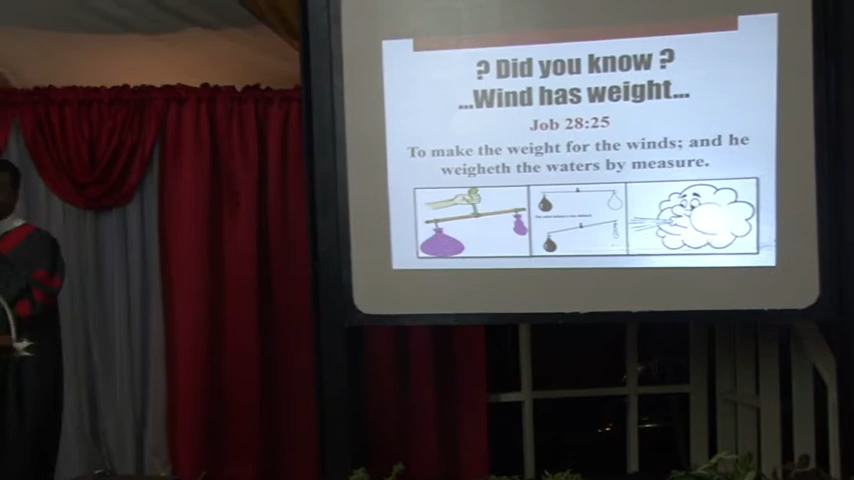 ? Did you know ?
...Wind has weight...
Job 28:25
To make the weight for the winds; and he
weigheth the waters by measure.